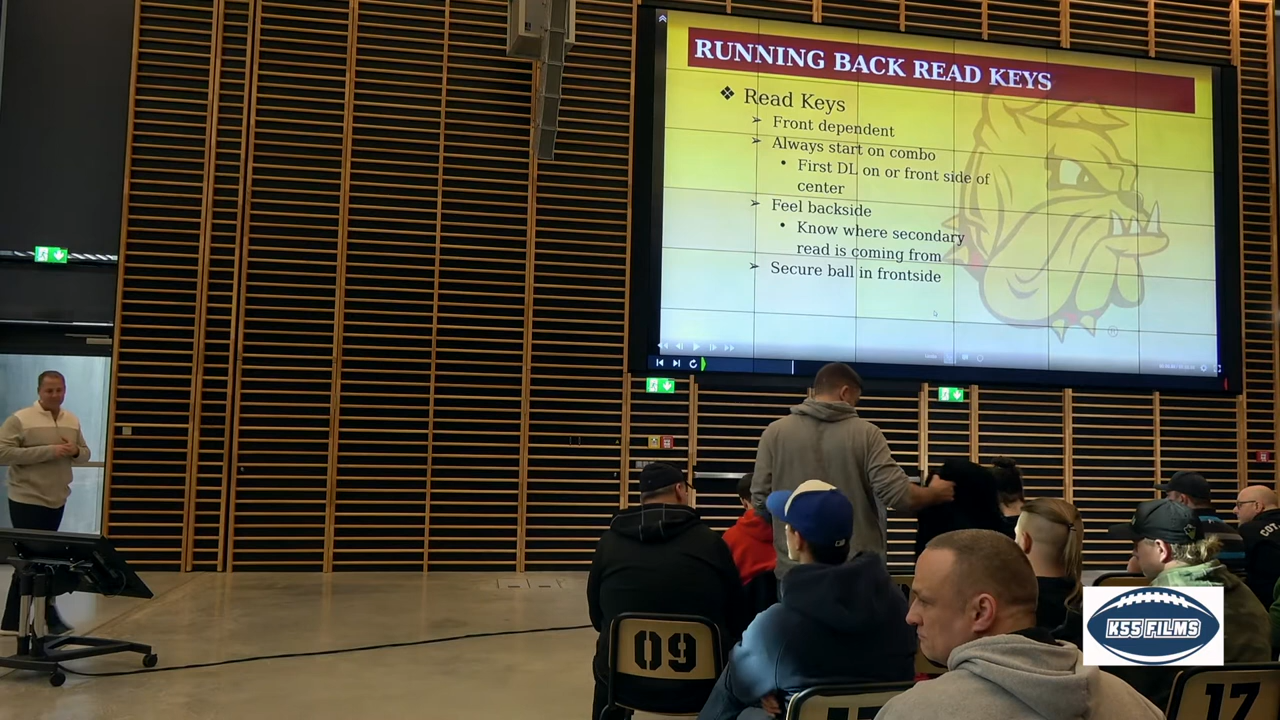 RUNNING BACK READ KEYS
❖ Read Keys
➢ Front dependent
➢ Always start on combo
• First DL on or front side of
center
➢ Feel backside
• Know where secondary
read is coming from
➢ Secure ball in frontside
®
09
17
KSS FILMS